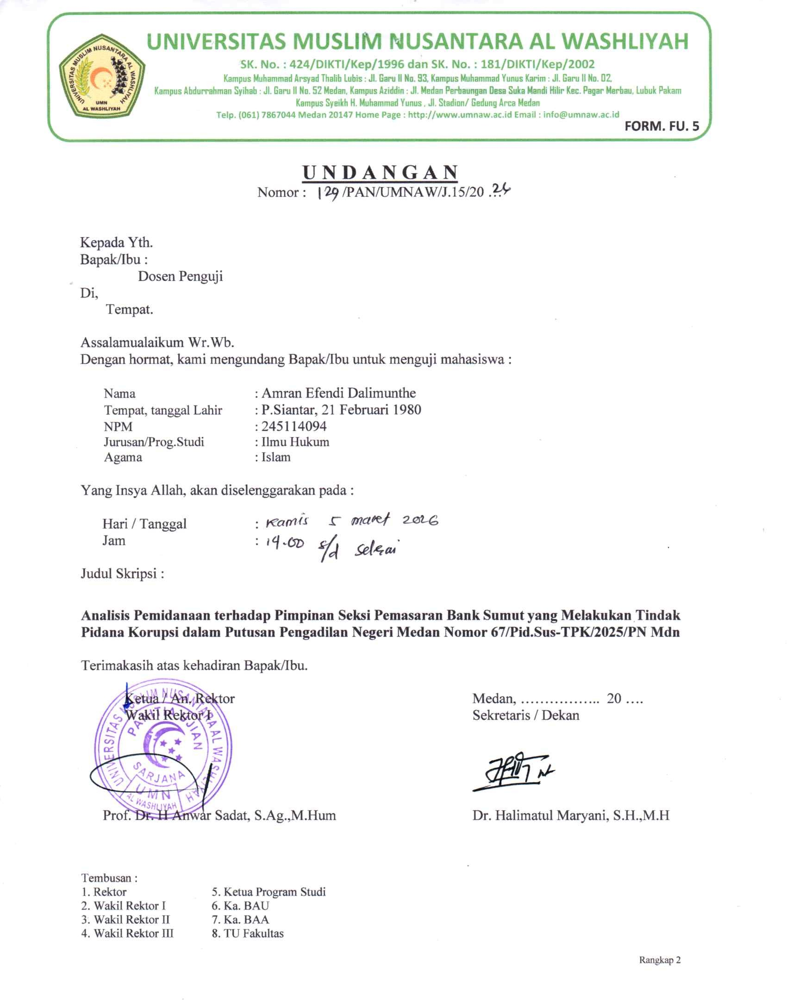 UNIVERSITAS MUSLIM NUSANTARA AL WASHLIYAH
SK. No. : 424/DIKTI/Kep/1996 dan SK. No. : 181/DIKTI/Kep/2002
Kampus Muhammad Arsyad Thalib Lubis : Jl. Garu II No. 93, Kampus Muhammad Yunus Karim : Jl. Garu II No. 02,
Kampus Abdurrahman Syihab : Jl. Garu II No. 52 Medan, Kampus Aziddin : Jl. Medan Perbaungan Desa Suka Mandi Hilir Kec. Pagar Merbau, Lubuk Pakam
Kampus Syeikh H. Muhammad Yunus , Jl. Stadion/ Gedung Arca Medan
Telp. (061) 7867044 Medan 20147 Home Page : http://www.umnaw.ac.id Email : info@umnaw.ac.id
FORM. FU. 5
UNIVERSITAS MUSLIM NUSANTARA AL WASHLIYAH
UMN
AL WASHLIYAH
UNDANGAN
Nomor : 129 /PAN/UMNAW/J.15/20 ...
Kepada Yth.
Bapak/Ibu :
Dosen Penguji
Di,
Tempat.
Assalamualaikum Wr.Wb.
Dengan hormat, kami mengundang Bapak/Ibu untuk menguji mahasiswa :
Nama : Amran Efendi Dalimunthe
Tempat, tanggal Lahir : P.Siantar, 21 Februari 1980
NPM : 245114094
Jurusan/Prog.Studi : Ilmu Hukum
Agama : Islam
Yang Insya Allah, akan diselenggarakan pada :
Hari / Tanggal : Kamis 5 maret 2026
Jam : 14.00 s/d selesai
Judul Skripsi :
Analisis Pemidanaan terhadap Pimpinan Seksi Pemasaran Bank Sumut yang Melakukan Tindak
Pidana Korupsi dalam Putusan Pengadilan Negeri Medan Nomor 67/Pid.Sus-TPK/2025/PN Mdn
Terimakasih atas kehadiran Bapak/Ibu.
Ketua / An. Rektor
Wakil Rektor I
UNIVERSITAS MUSLIM NUSANTARA AL WASHLIYAH
PANITIA UJIAN
SARJANA
UMN
AL WASHLIYAH
Prof. Dr. H Anwar Sadat, S.Ag.,M.Hum
Medan, ................. 20 ....
Sekretaris / Dekan
Dr. Halimatul Maryani, S.H.,M.H
Tembusan :
1. Rektor
2. Wakil Rektor I
3. Wakil Rektor II
4. Wakil Rektor III
5. Ketua Program Studi
6. Ka. BAU
7. Ka. BAA
8. TU Fakultas
Rangkap 2